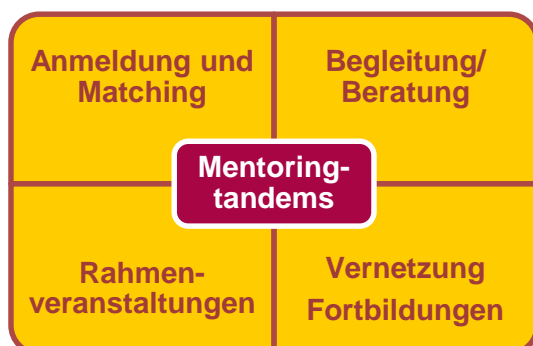 Anmeldung und
Matching
Begleitung/
Beratung
Mentoring-
tandems
Rahmen-
veranstaltungen
Vernetzung
Fortbildungen